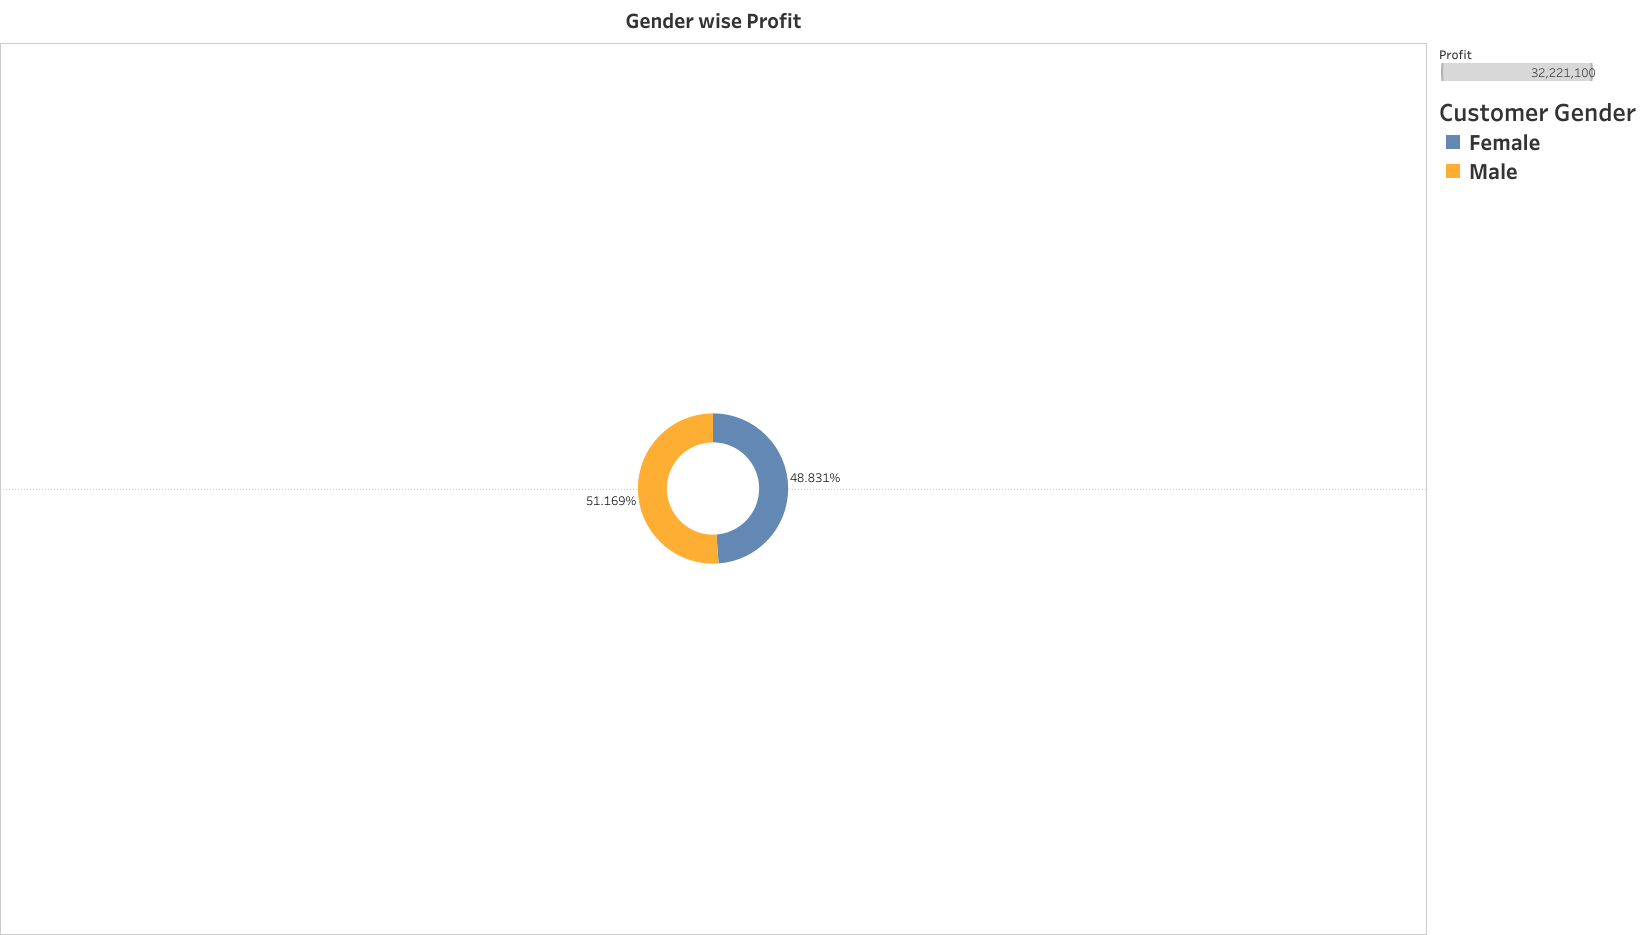 Gender wise Profit
Profit
32,221,100
Customer Gender
Female
Male
48.831%
51.169%